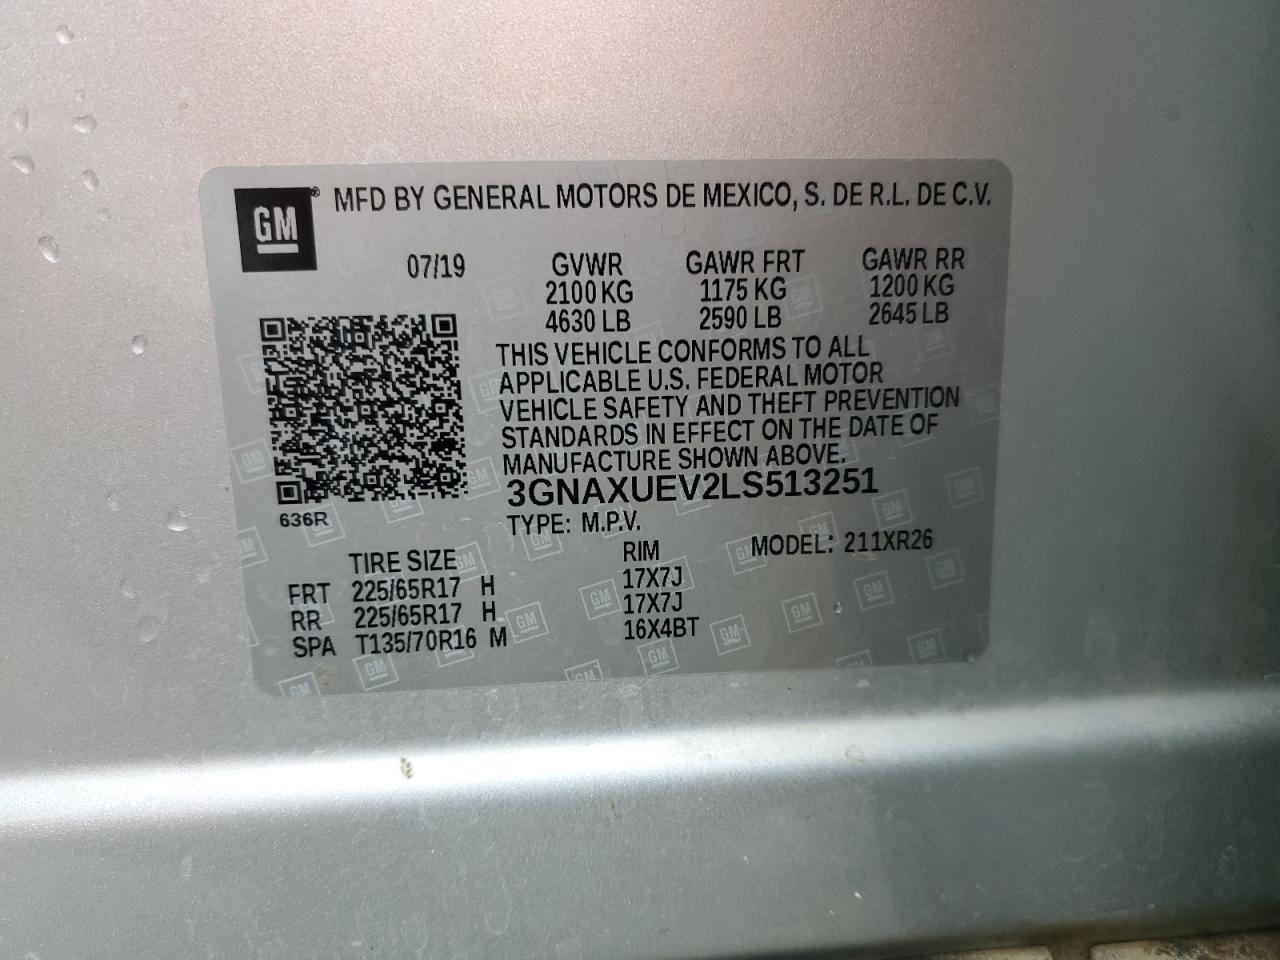 GM® MFD BY GENERAL MOTORS DE MEXICO, S. DE R.L. DE C.V.
07/19 GVWR GAWR FRT GAWR RR
2100 KG 1175 KG 1200 KG
4630 LB 2590 LB 2645 LB
THIS VEHICLE CONFORMS TO ALL
APPLICABLE U.S. FEDERAL MOTOR
VEHICLE SAFETY AND THEFT PREVENTION
STANDARDS IN EFFECT ON THE DATE OF
MANUFACTURE SHOWN ABOVE.
3GNAXUEV2LS513251
636R
TYPE: M.P.V.
TIRE SIZE RIM MODEL: 211XR26
FRT 225/65R17 H 17X7J
RR 225/65R17 H 17X7J
SPA T135/70R16 M 16X4BT